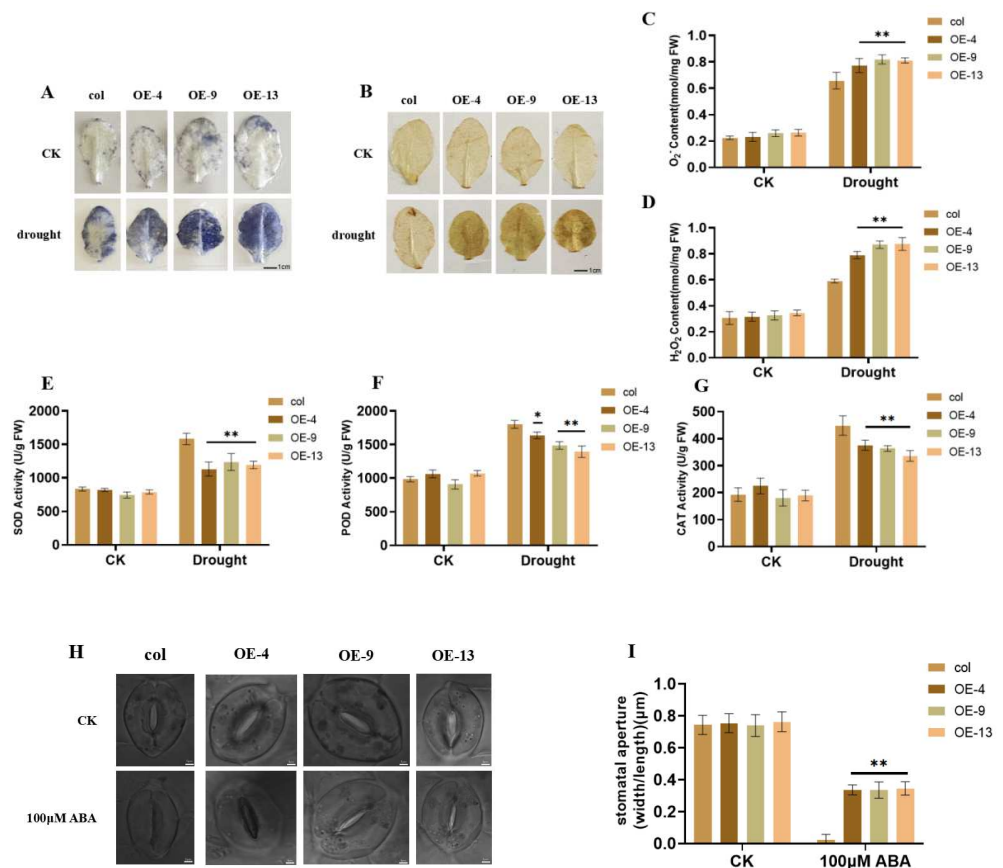 A
col OE-4 OE-9 OE-13
CK
drought
1cm
B
col OE-4 OE-9 OE-13
CK
drought
1cm
C
O₂·⁻ Content(nmol/mg FW)
1.0
0.8
0.6
0.4
0.2
0.0
**
CK Drought
col
OE-4
OE-9
OE-13
D
H₂O₂ Content(nmol/mg FW)
1.0
0.8
0.6
0.4
0.2
0.0
**
CK Drought
col
OE-4
OE-9
OE-13
E
SOD Activity (U/g FW)
2000
1500
1000
500
0
**
CK Drought
col
OE-4
OE-9
OE-13
F
POD Activity (U/g FW)
2000
1500
1000
500
0
* **
CK Drought
col
OE-4
OE-9
OE-13
G
CAT Activity (U/g FW)
500
400
300
200
100
0
**
CK Drought
col
OE-4
OE-9
OE-13
H
col OE-4 OE-9 OE-13
CK
100μM ABA
I
stomatal aperture
(width/length)(μm)
1.0
0.8
0.6
0.4
0.2
0.0
**
CK 100μM ABA
col
OE-4
OE-9
OE-13